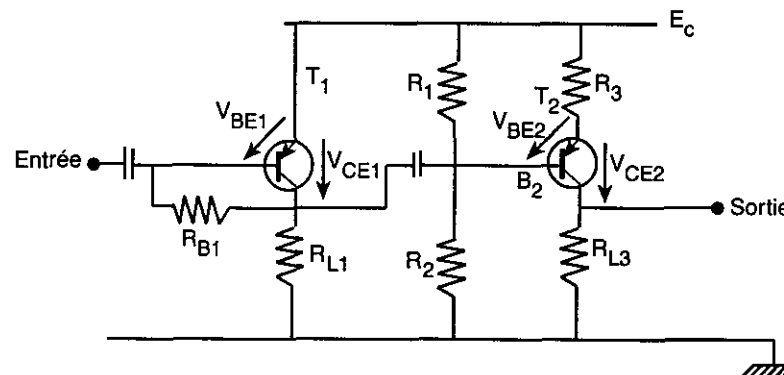 E_c
T_1
R_1
R_3
T_2
V_BE1
V_BE2
Entrée
V_CE1
B_2
V_CE2
Sortie
R_B1
R_L1
R_2
R_L3